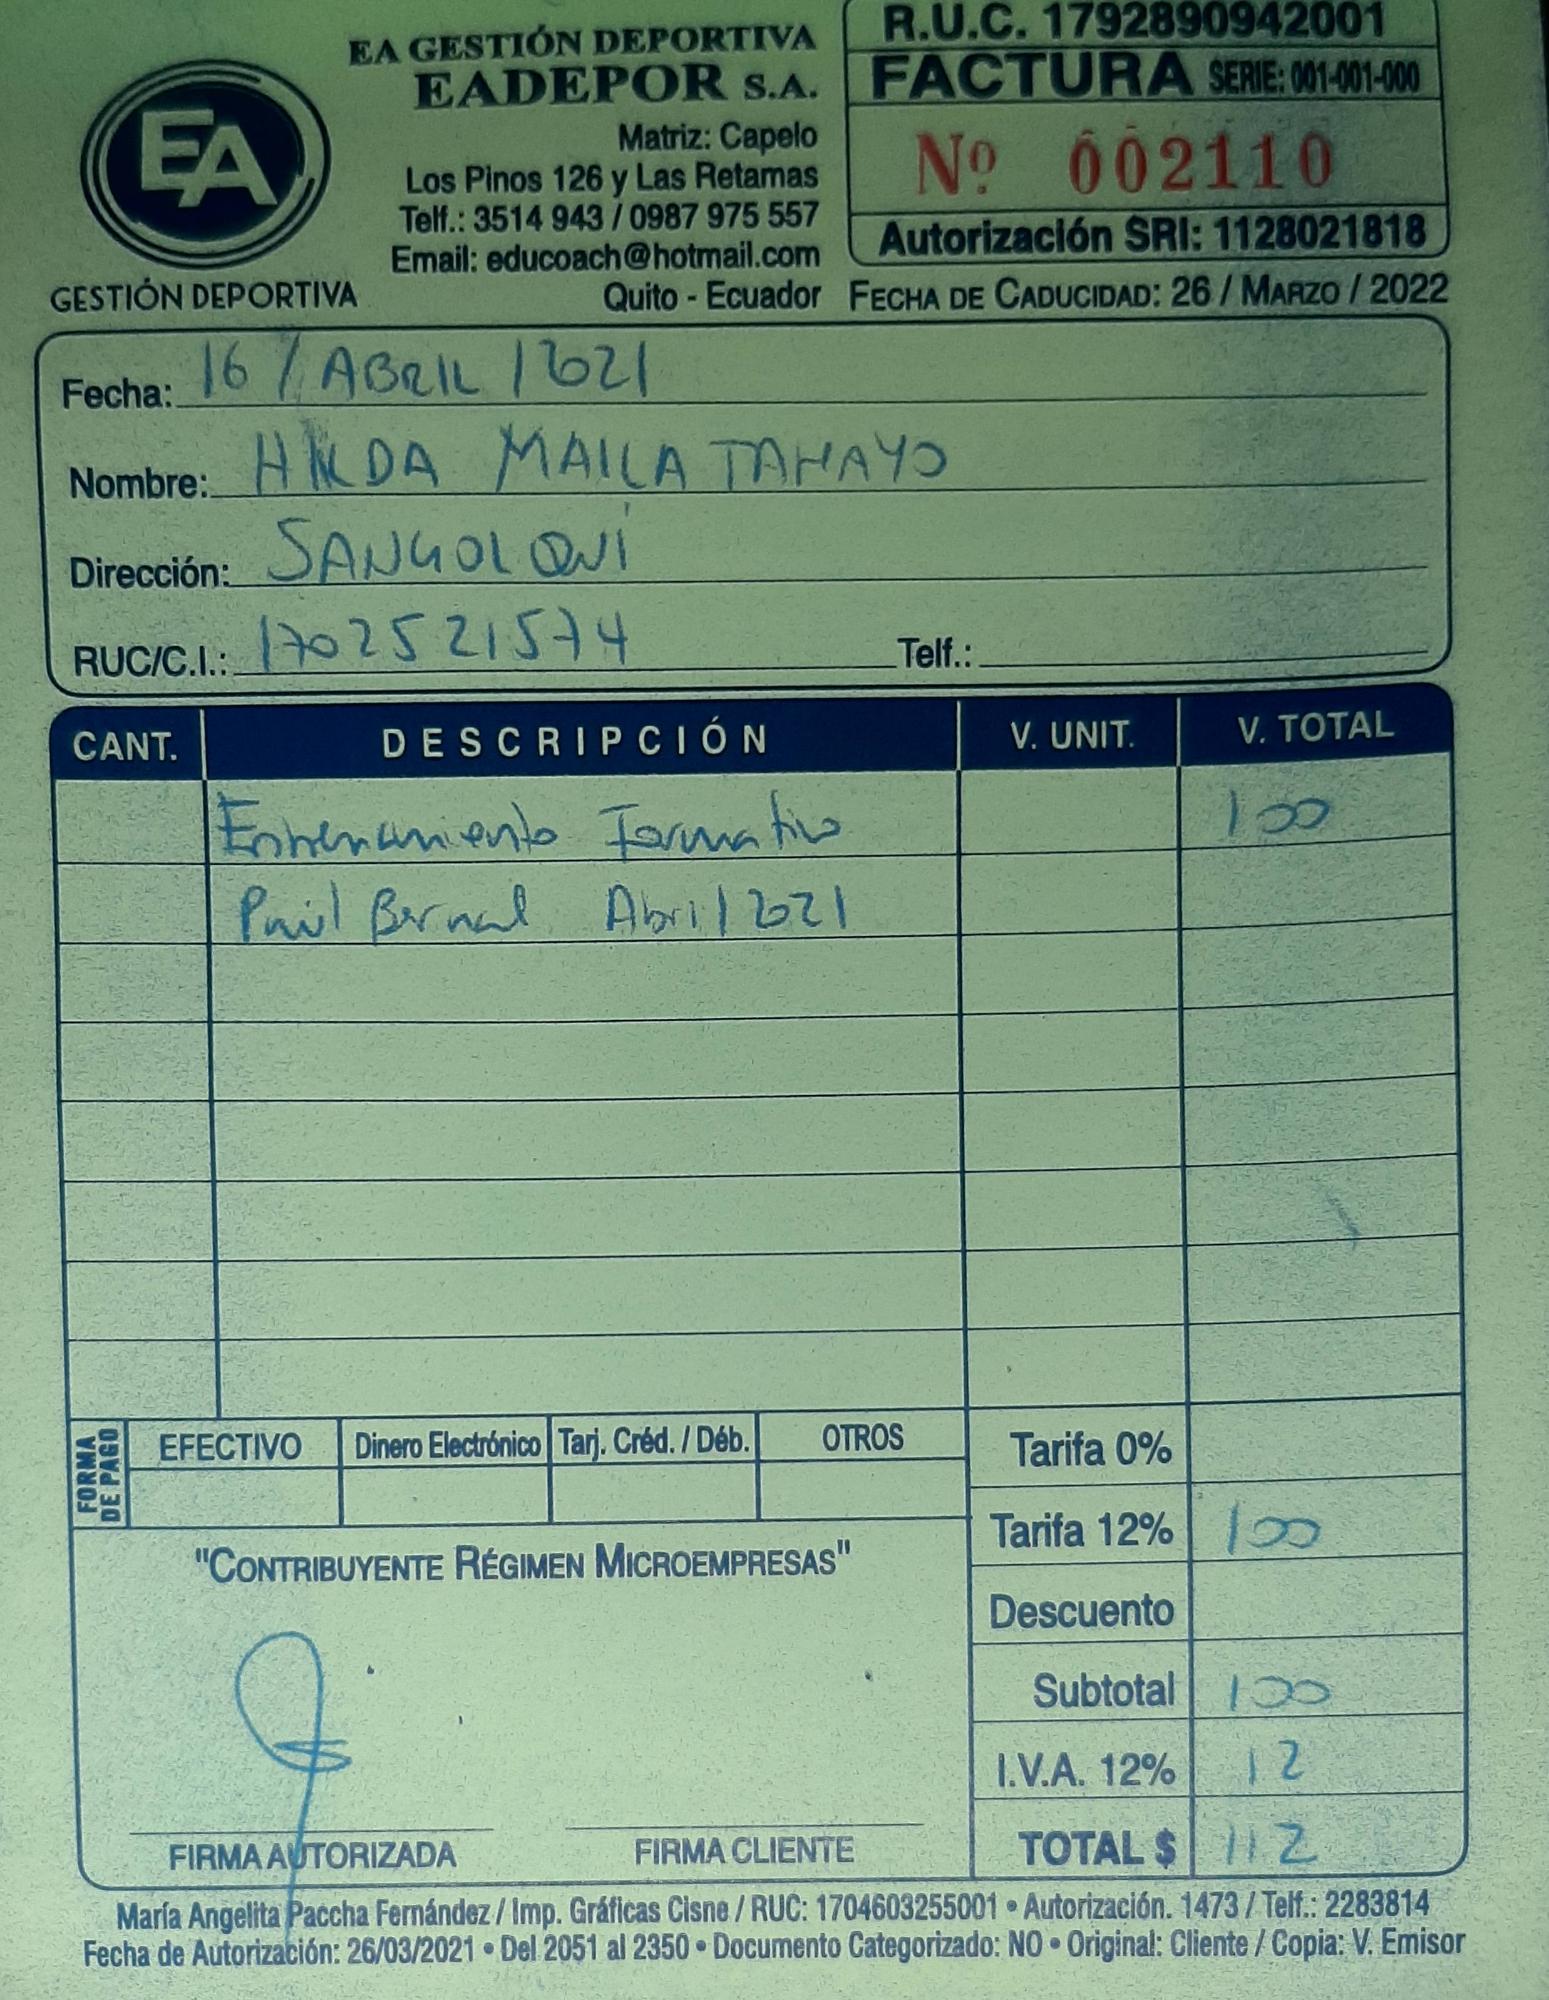 EA
GESTIÓN DEPORTIVA
EA GESTIÓN DEPORTIVA
EADEPOR S.A.
Matriz: Capelo
Los Pinos 126 y Las Retamas
Telf.: 3514 943 / 0987 975 557
Email: educoach@hotmail.com
Quito - Ecuador
R.U.C. 1792890942001
FACTURA SERIE: 001-001-000
Nº 002110
Autorización SRI: 1128021818
FECHA DE CADUCIDAD: 26 / MARZO / 2022
Fecha: 16 / ABRIL / 2021
Nombre: HILDA MAILA TAMAYO
Dirección: SANGOLQUÍ
RUC/C.I.: 1702521574 Telf.:
CANT. DESCRIPCIÓN V. UNIT. V. TOTAL
Entrenamiento Formativo 100
Paúl Bernal Abril 2021
FORMA DE PAGO
EFECTIVO Dinero Electrónico Tarj. Créd. / Déb. OTROS
Tarifa 0%
Tarifa 12% 100
Descuento
Subtotal 100
I.V.A. 12% 12
TOTAL $ 112
"CONTRIBUYENTE RÉGIMEN MICROEMPRESAS"
FIRMA AUTORIZADA FIRMA CLIENTE
María Angelita Paccha Fernández / Imp. Gráficas Cisne / RUC: 1704603255001 • Autorización. 1473 / Telf.: 2283814
Fecha de Autorización: 26/03/2021 • Del 2051 al 2350 • Documento Categorizado: NO • Original: Cliente / Copia: V. Emisor